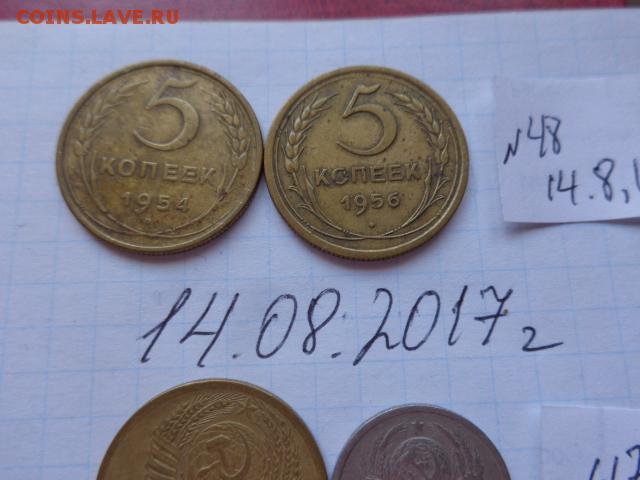 COINS.LAVE.RU
5
КОПЕЕК
1954
5
КОПЕЕК
1956
№48
14.8,
14.08.2017г